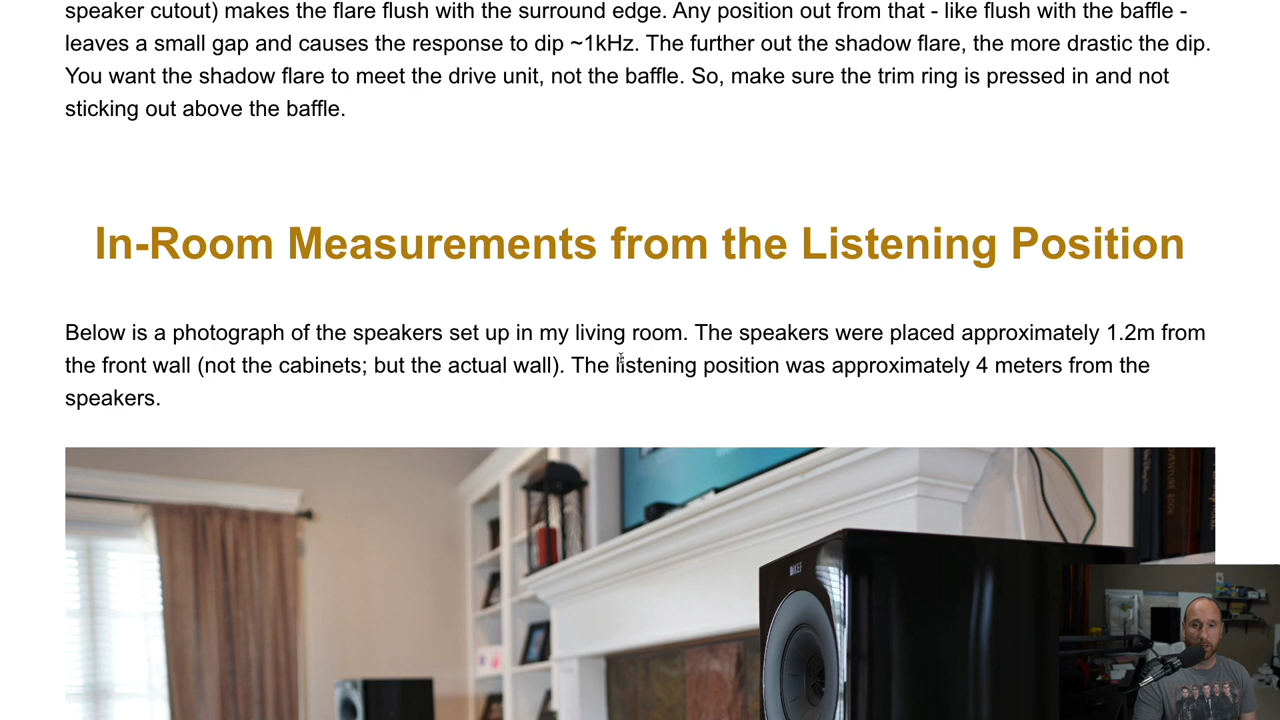 speaker cutout) makes the flare flush with the surround edge. Any position out from that - like flush with the baffle -
leaves a small gap and causes the response to dip ~1kHz. The further out the shadow flare, the more drastic the dip.
You want the shadow flare to meet the drive unit, not the baffle. So, make sure the trim ring is pressed in and not
sticking out above the baffle.
In-Room Measurements from the Listening Position
Below is a photograph of the speakers set up in my living room. The speakers were placed approximately 1.2m from
the front wall (not the cabinets; but the actual wall). The listening position was approximately 4 meters from the
speakers.
KEF